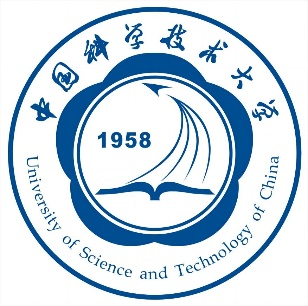 中国科学技术大学
1958
University of Science and Technology of China